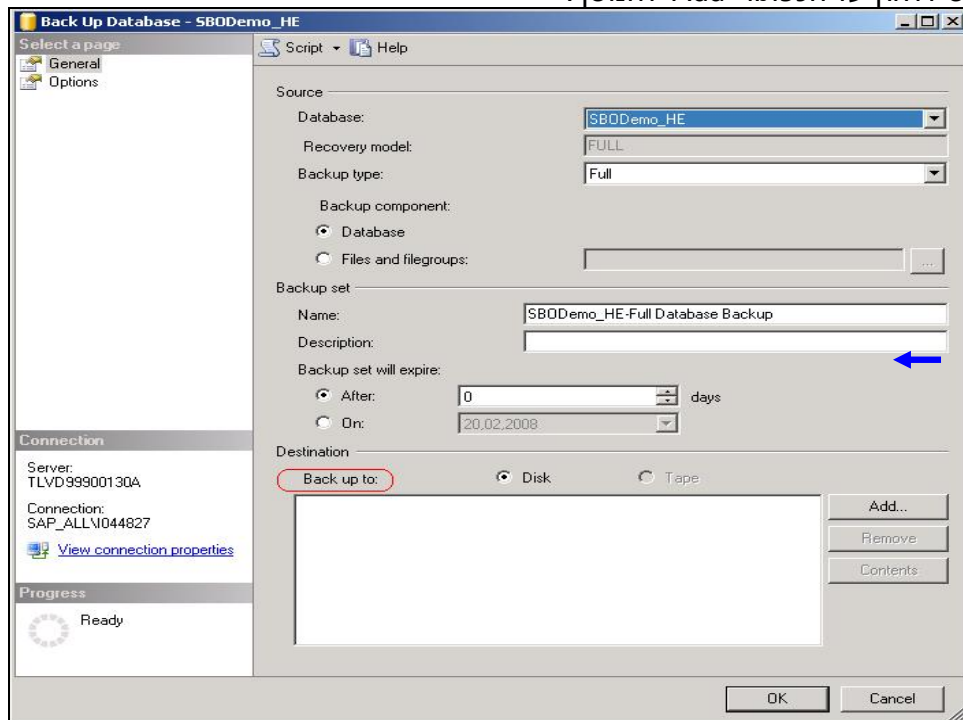 Back Up Database - SBODemo_HE
Select a page
General
Options
Script
Help
Source
Database:
SBODemo_HE
Recovery model:
FULL
Backup type:
Full
Backup component:
Database
Files and filegroups:
...
Backup set
Name:
SBODemo_HE-Full Database Backup
Description:
Backup set will expire:
After:
0
days
On:
20.02.2008
Destination
Back up to:
Disk
Tape
Add...
Remove
Contents
Connection
Server:
TLVD99900130A
Connection:
SAP_ALL\I044827
View connection properties
Progress
Ready
OK
Cancel